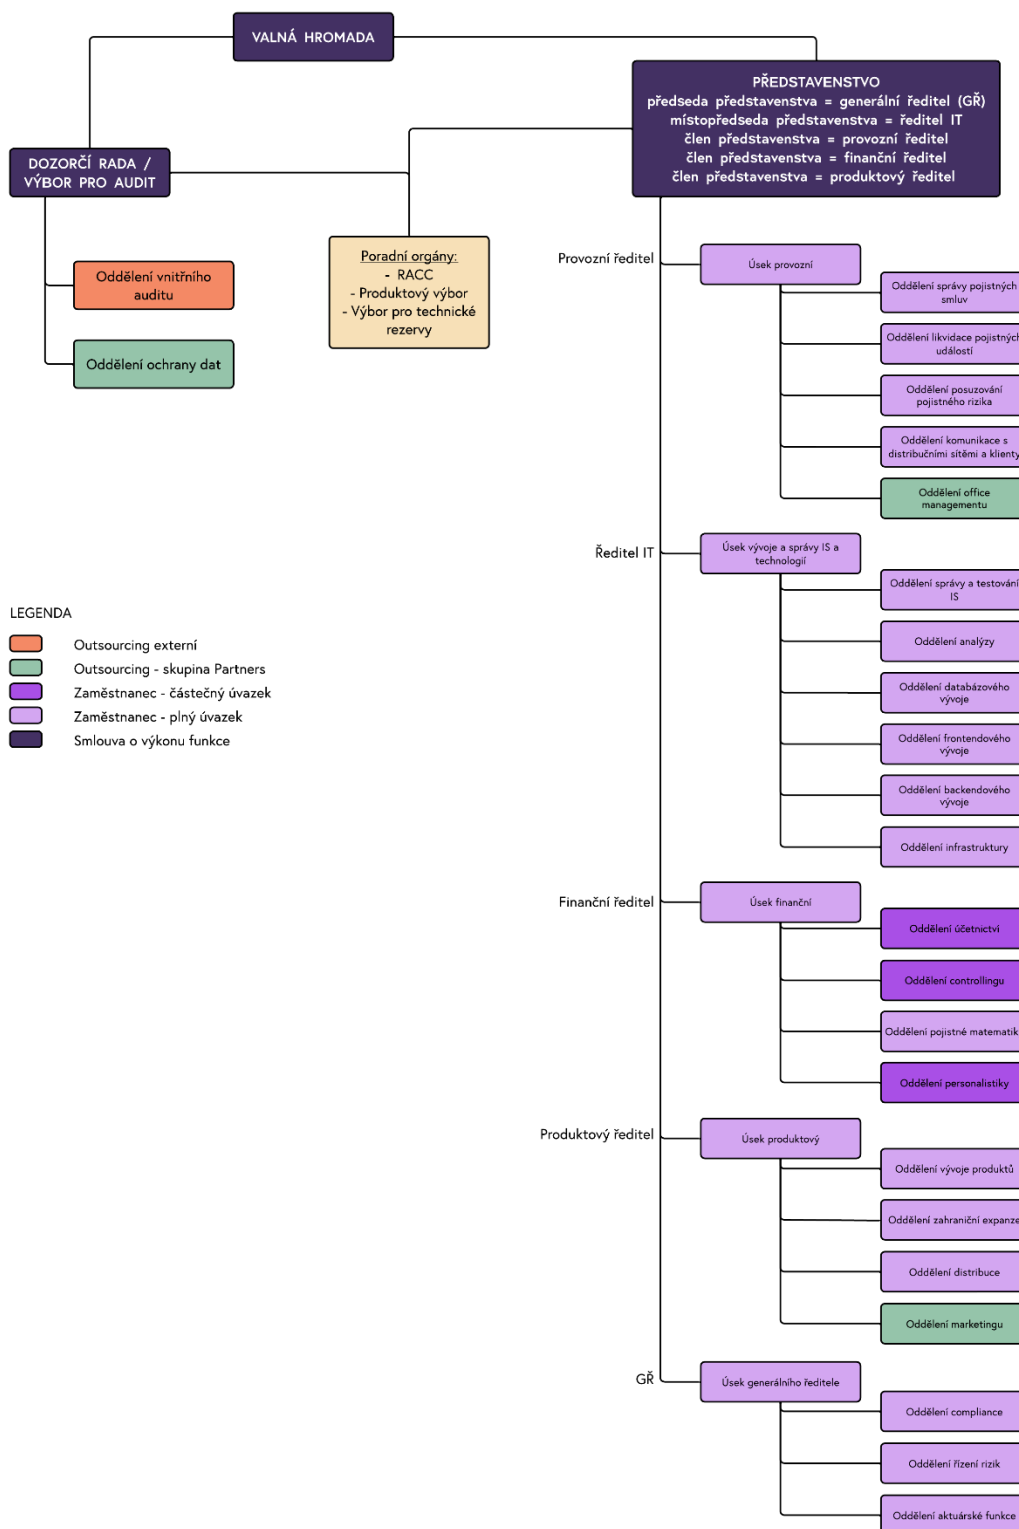 VALNÁ HROMADA
PŘEDSTAVENSTVO
předseda představenstva = generální ředitel (GŘ)
místopředseda představenstva = ředitel IT
člen představenstva = provozní ředitel
člen představenstva = finanční ředitel
člen představenstva = produktový ředitel
DOZORČÍ RADA /
VÝBOR PRO AUDIT
Oddělení vnitřního
auditu
Oddělení ochrany dat
Poradní orgány:
- RACC
- Produktový výbor
- Výbor pro technické
rezervy
Provozní ředitel
Úsek provozní
Oddělení správy pojistných
smluv
Oddělení likvidace pojistných
událostí
Oddělení posuzování
pojistného rizika
Oddělení komunikace s
distribučními sítěmi a klienty
Oddělení office
managementu
Ředitel IT
Úsek vývoje a správy IS a
technologií
Oddělení správy a testování
IS
Oddělení analýzy
Oddělení databázového
vývoje
Oddělení frontendového
vývoje
Oddělení backendového
vývoje
Oddělení infrastruktury
LEGENDA
Outsourcing externí
Outsourcing - skupina Partners
Zaměstnanec - částečný úvazek
Zaměstnanec - plný úvazek
Smlouva o výkonu funkce
Finanční ředitel
Úsek finanční
Oddělení účetnictví
Oddělení controllingu
Oddělení pojistné matematik
Oddělení personalistiky
Produktový ředitel
Úsek produktový
Oddělení vývoje produktů
Oddělení zahraniční expanze
Oddělení distribuce
Oddělení marketingu
GŘ
Úsek generálního ředitele
Oddělení compliance
Oddělení řízení rizik
Oddělení aktuárské funkce